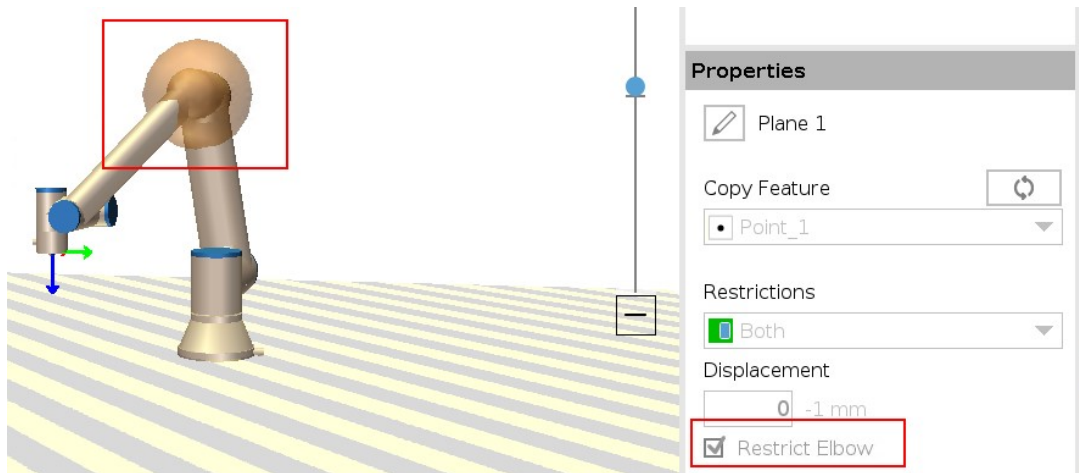 Properties
Plane 1
Copy Feature
Point_1
Restrictions
Both
Displacement
0 -1 mm
Restrict Elbow